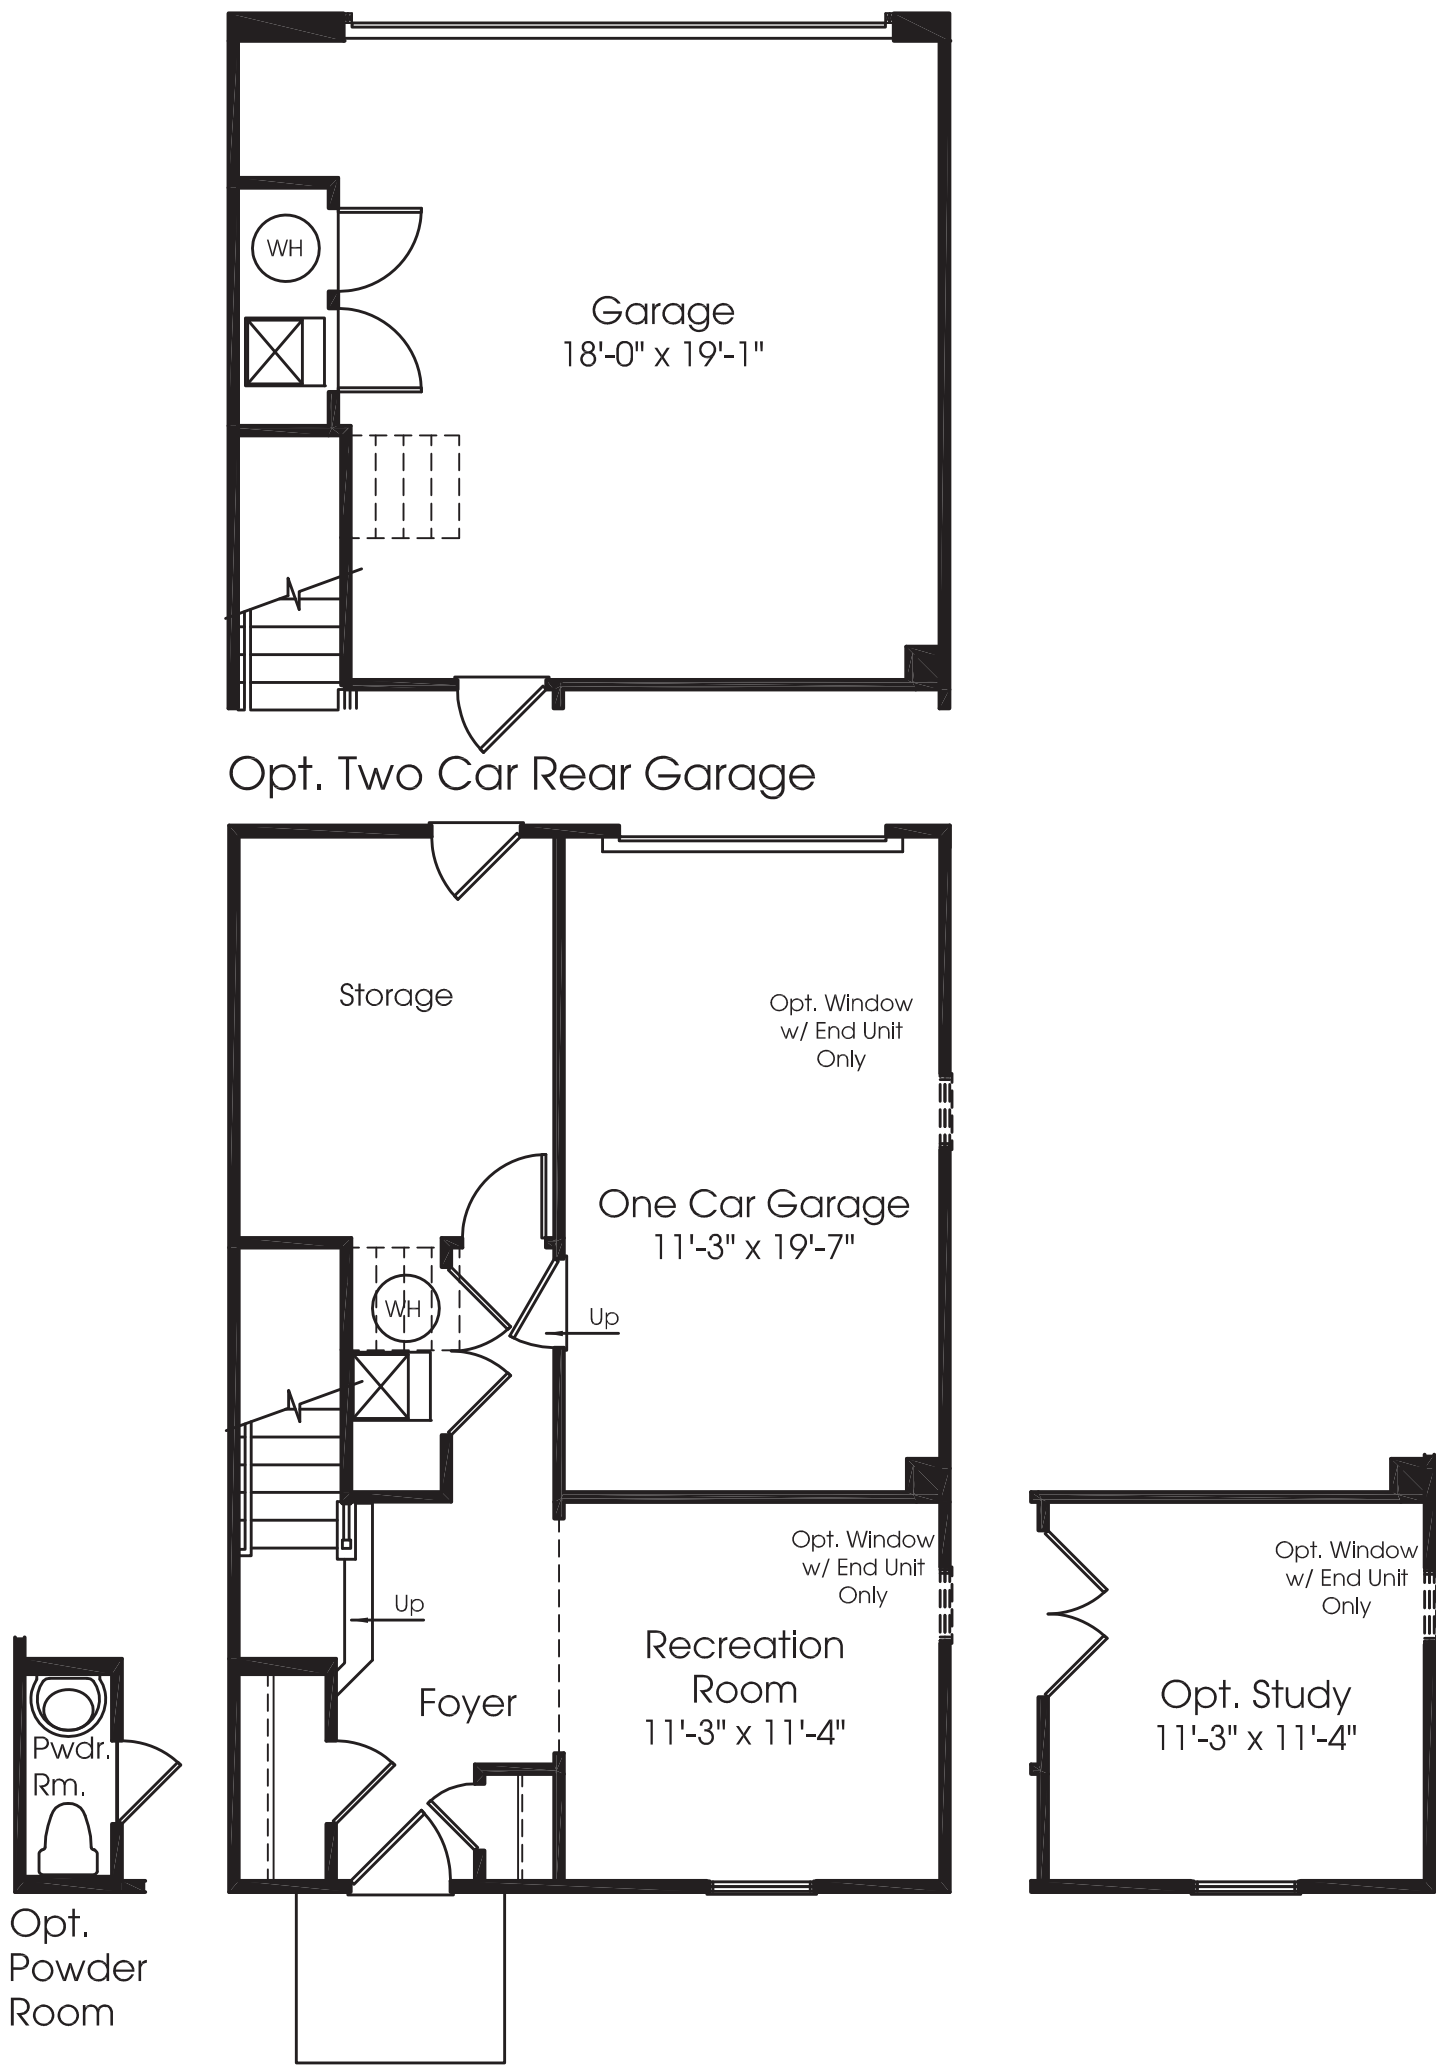 WH
Garage
18'-0" x 19'-1"
Opt. Two Car Rear Garage
Storage
Opt. Window
w/ End Unit
Only
One Car Garage
11'-3" x 19'-7"
WH
Up
Opt. Window
w/ End Unit
Only
Up
Recreation
Room
11'-3" x 11'-4"
Foyer
Opt. Window
w/ End Unit
Only
Opt. Study
11'-3" x 11'-4"
Pwdr.
Rm.
Opt.
Powder
Room